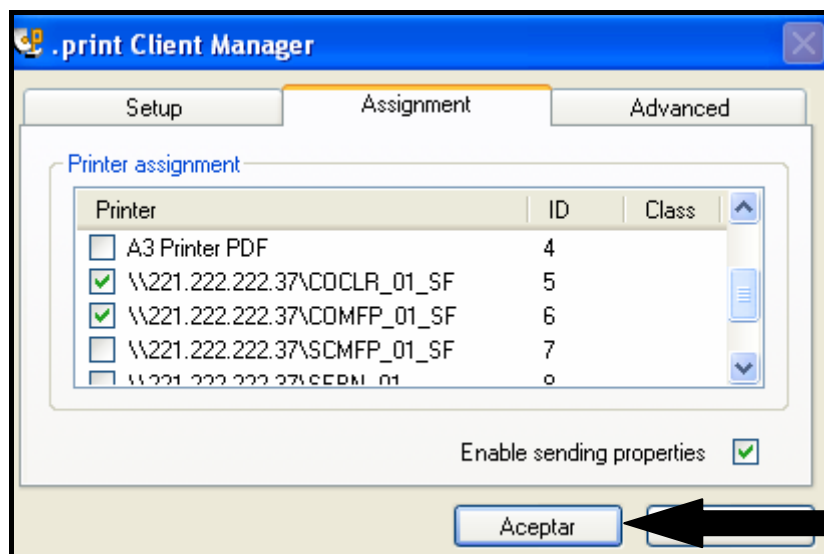 .print Client Manager
Setup Assignment Advanced
Printer assignment
Printer ID Class
A3 Printer PDF 4
\\221.222.222.37\COCLR_01_SF 5
\\221.222.222.37\COMFP_01_SF 6
\\221.222.222.37\SCMFP_01_SF 7
Enable sending properties
Aceptar